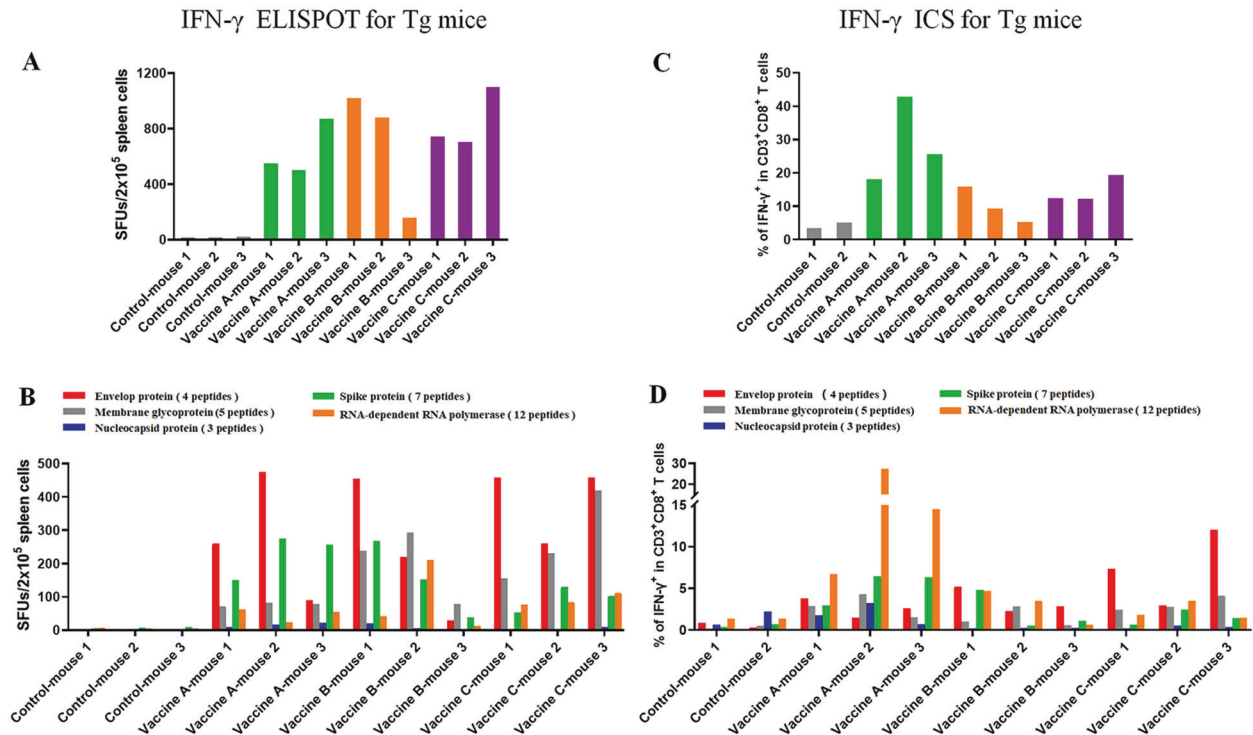 IFN-γ ELISPOT for Tg mice
IFN-γ ICS for Tg mice
A
SFUs/2x10⁵ spleen cells
1200
800
400
0
Control-mouse 1
Control-mouse 2
Control-mouse 3
Vaccine A-mouse 1
Vaccine A-mouse 2
Vaccine A-mouse 3
Vaccine B-mouse 1
Vaccine B-mouse 2
Vaccine B-mouse 3
Vaccine C-mouse 1
Vaccine C-mouse 2
Vaccine C-mouse 3
C
% of IFN-γ⁺ in CD3⁺CD8⁺ T cells
50
40
30
20
10
0
Control-mouse 1
Control-mouse 2
Vaccine A-mouse 1
Vaccine A-mouse 2
Vaccine A-mouse 3
Vaccine B-mouse 1
Vaccine B-mouse 2
Vaccine B-mouse 3
Vaccine C-mouse 1
Vaccine C-mouse 2
Vaccine C-mouse 3
B
Envelop protein ( 4 peptides )
Membrane glycoprotein (5 peptides )
Nucleocapsid protein ( 3 peptides )
Spike protein ( 7 peptides )
RNA-dependent RNA polymerase ( 12 peptides )
SFUs/2x10⁵ spleen cells
500
400
300
200
100
0
Control-mouse 1
Control-mouse 2
Control-mouse 3
Vaccine A-mouse 1
Vaccine A-mouse 2
Vaccine A-mouse 3
Vaccine B-mouse 1
Vaccine B-mouse 2
Vaccine B-mouse 3
Vaccine C-mouse 1
Vaccine C-mouse 2
Vaccine C-mouse 3
D
Envelop protein ( 4 peptides )
Membrane glycoprotein (5 peptides)
Nucleocapsid protein ( 3 peptides)
Spike protein ( 7 peptides)
RNA-dependent RNA polymerase ( 12 peptides)
% of IFN-γ⁺ in CD3⁺CD8⁺ T cells
30
20
15
10
5
0
Control-mouse 1
Control-mouse 2
Vaccine A-mouse 1
Vaccine A-mouse 2
Vaccine A-mouse 3
Vaccine B-mouse 1
Vaccine B-mouse 2
Vaccine B-mouse 3
Vaccine C-mouse 1
Vaccine C-mouse 2
Vaccine C-mouse 3